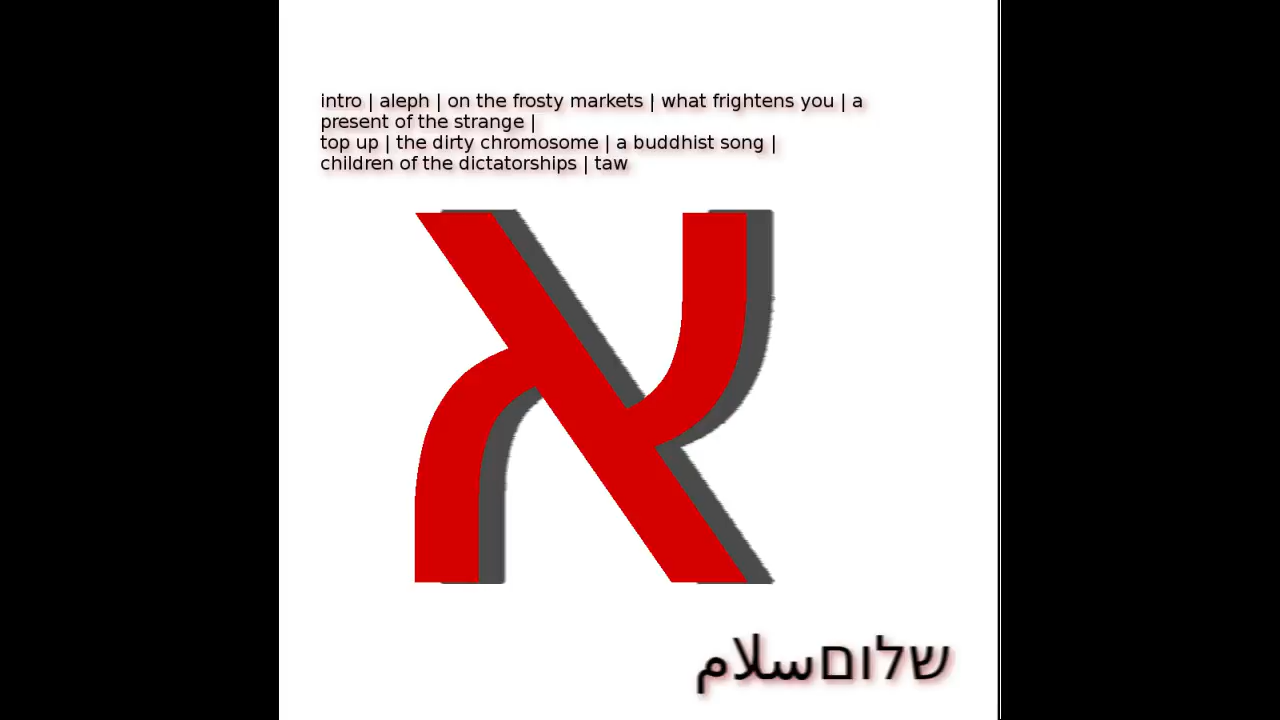 intro | aleph | on the frosty markets | what frightens you | a
present of the strange |
top up | the dirty chromosome | a buddhist song |
children of the dictatorships | taw
א
שלוםسلام